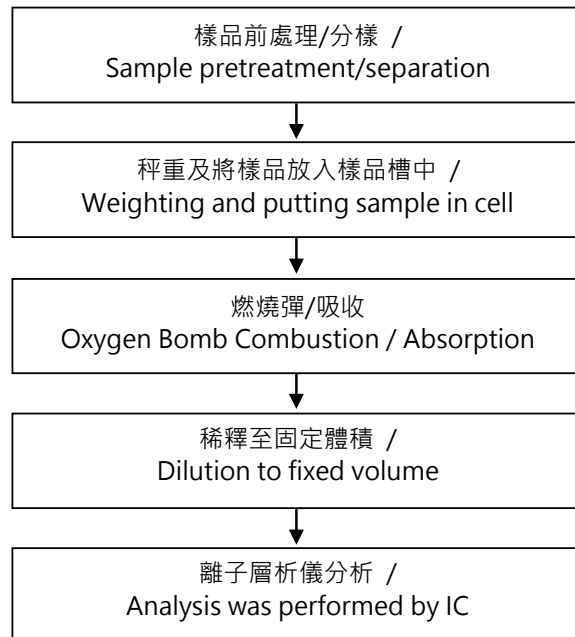 樣品前處理/分樣 /
Sample pretreatment/separation
秤重及將樣品放入樣品槽中 /
Weighting and putting sample in cell
燃燒彈/吸收
Oxygen Bomb Combustion / Absorption
稀釋至固定體積 /
Dilution to fixed volume
離子層析儀分析 /
Analysis was performed by IC